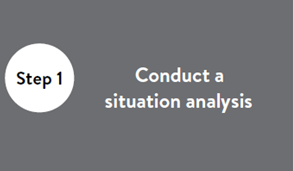 Step 1
Conduct a
situation analysis